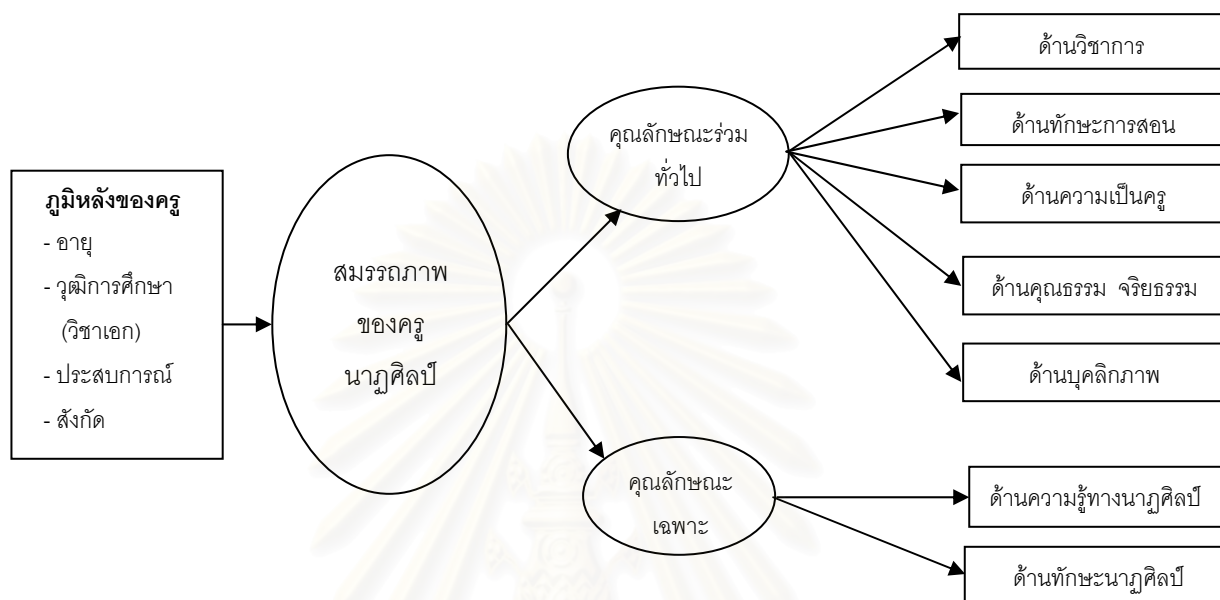 ภูมิหลังของครู
- อายุ
- วุฒิการศึกษา
(วิชาเอก)
- ประสบการณ์
- สังกัด
สมรรถภาพ
ของครู
นาฏศิลป์
คุณลักษณะร่วม
ทั่วไป
ด้านวิชาการ
ด้านทักษะการสอน
ด้านความเป็นครู
ด้านคุณธรรม จริยธรรม
ด้านบุคลิกภาพ
คุณลักษณะ
เฉพาะ
ด้านความรู้ทางนาฏศิลป์
ด้านทักษะนาฏศิลป์